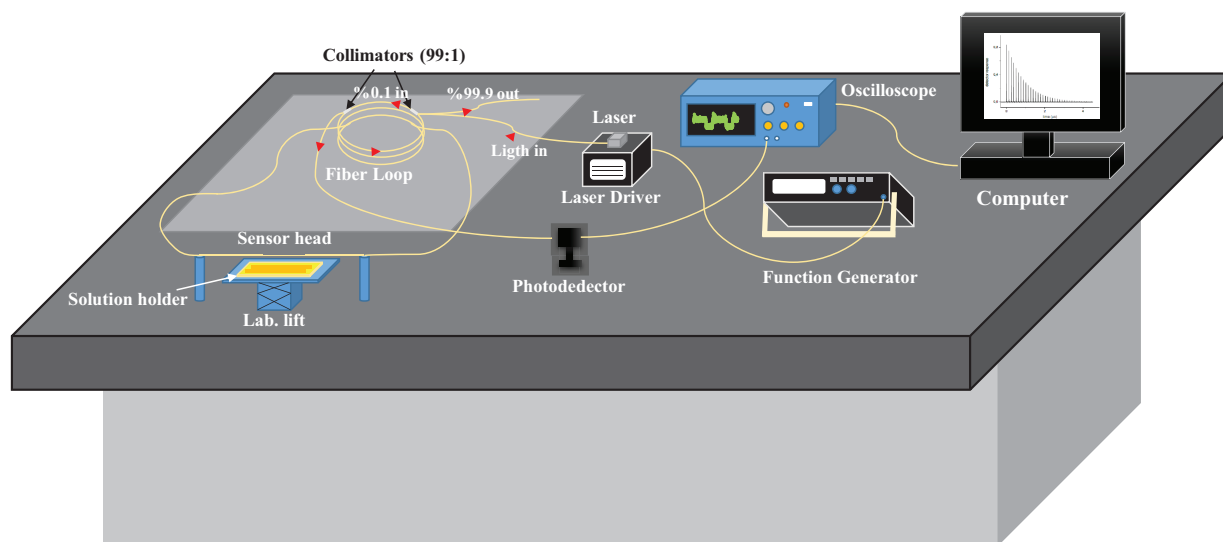 Collimators (99:1)
%0.1 in
%99.9 out
Ligth in
Laser
Laser Driver
Fiber Loop
Oscilloscope
Computer
Function Generator
Photodedector
Sensor head
Solution holder
Lab. lift